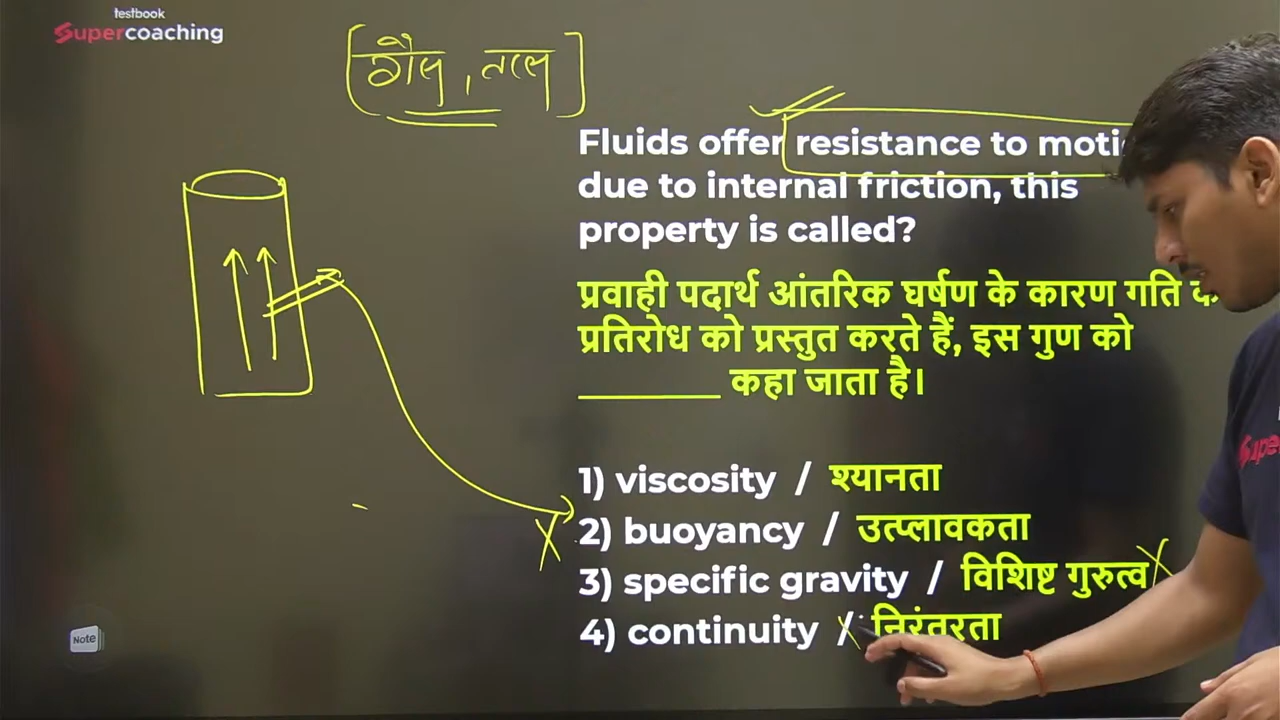 testbook
Supercoaching
[गैस, तरल]
Fluids offer resistance to
due to internal friction, this
property is called?
प्रवाही पदार्थ आंतरिक घर्षण के कारण गति
प्रतिरोध को प्रस्तुत करते हैं, इस गुण को
_______ कहा जाता है।
1) viscosity / श्यानता
X 2) buoyancy / उत्प्लावकता
3) specific gravity / विशिष्ट गुरुत्व X
4) continuity X / निरंतरता
Note